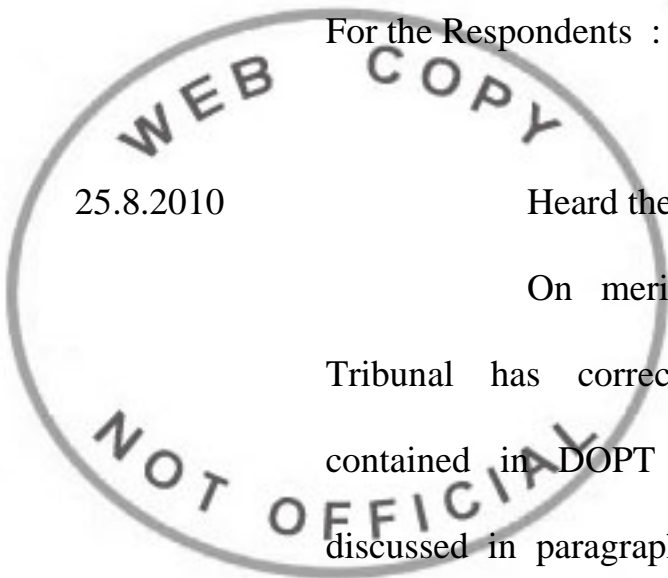 For the Respondents :
WEB COPY
25.8.2010 Heard the
On meri
Tribunal has correc
contained in DOPT
discussed in paragrap
NOT OFFICIAL